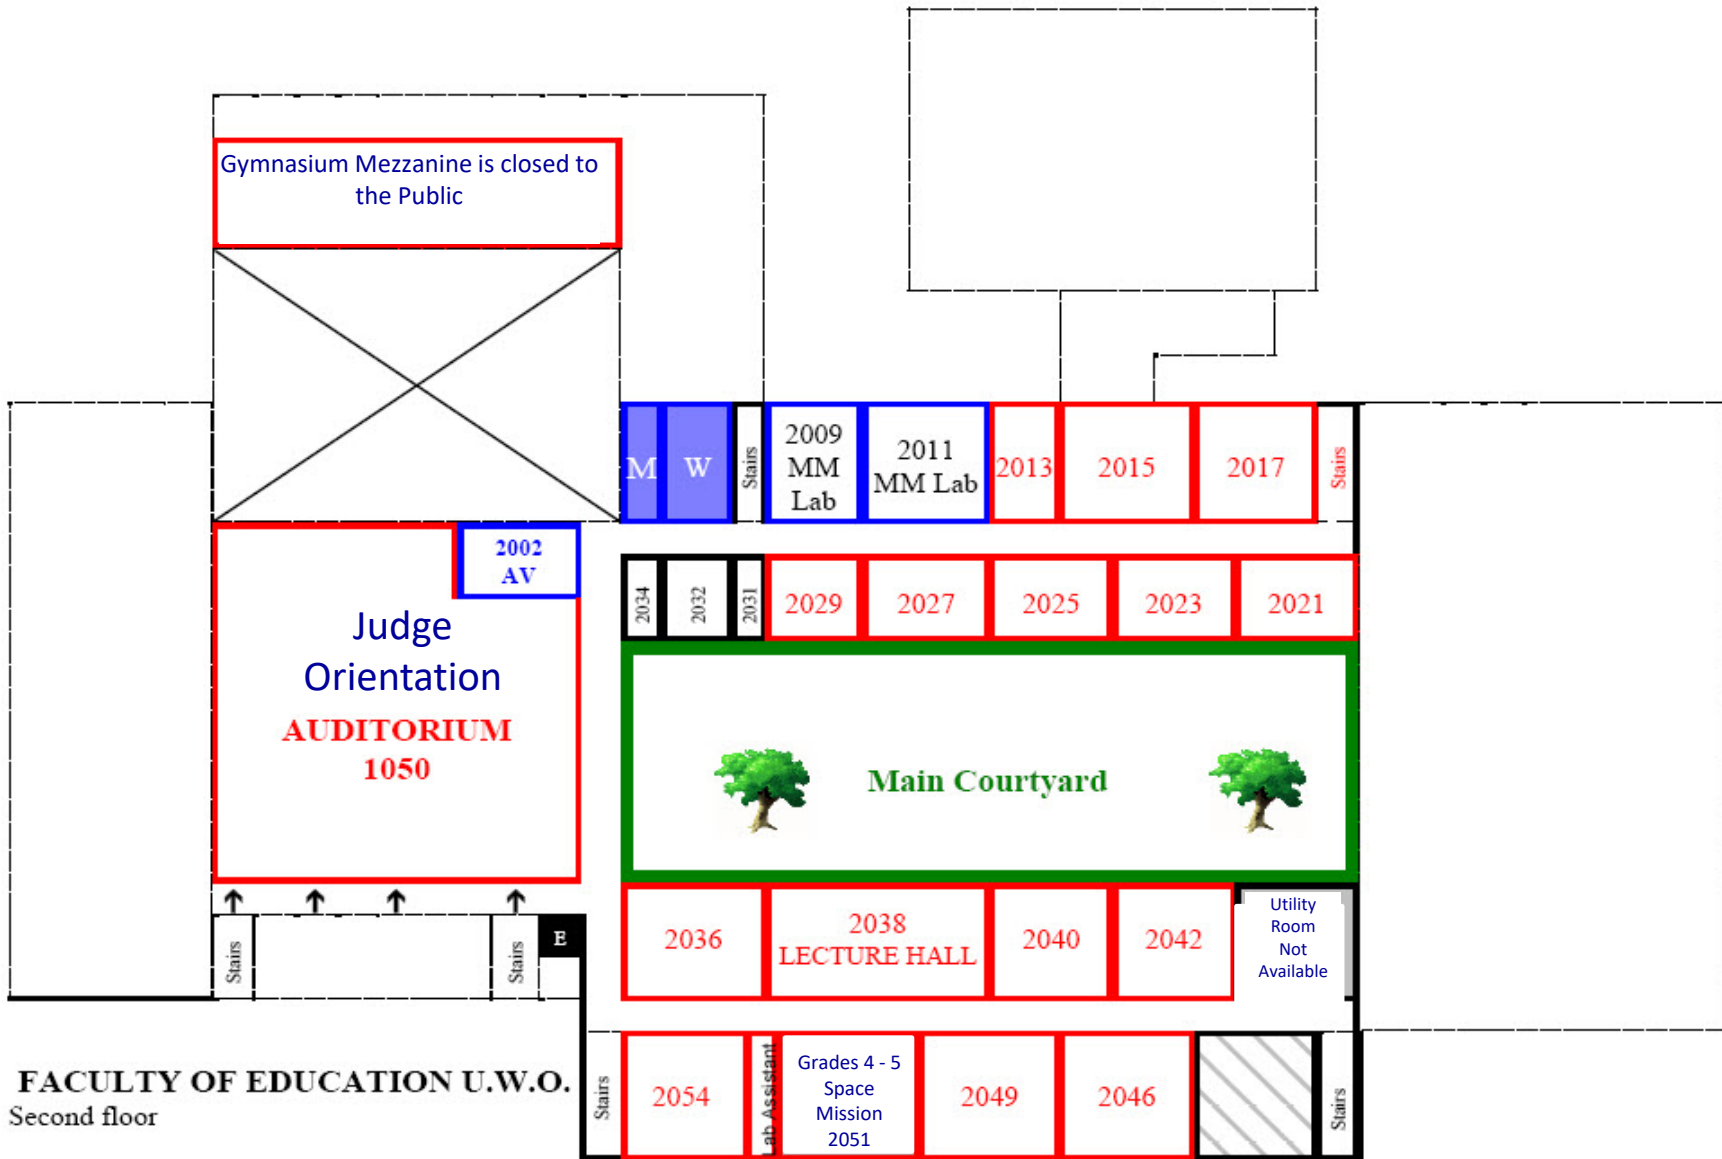 Gymnasium Mezzanine is closed to
the Public
M
W
Stairs
2009
MM
Lab
2011
MM Lab
2013
2015
2017
Stairs
2002
AV
2034
2032
2031
2029
2027
2025
2023
2021
Judge
Orientation
AUDITORIUM
1050
Main Courtyard
Stairs
Stairs
E
2036
2038
LECTURE HALL
2040
2042
Utility
Room
Not
Available
FACULTY OF EDUCATION U.W.O.
Second floor
Stairs
2054
Lab Assistant
Grades 4 - 5
Space
Mission
2051
2049
2046
Stairs